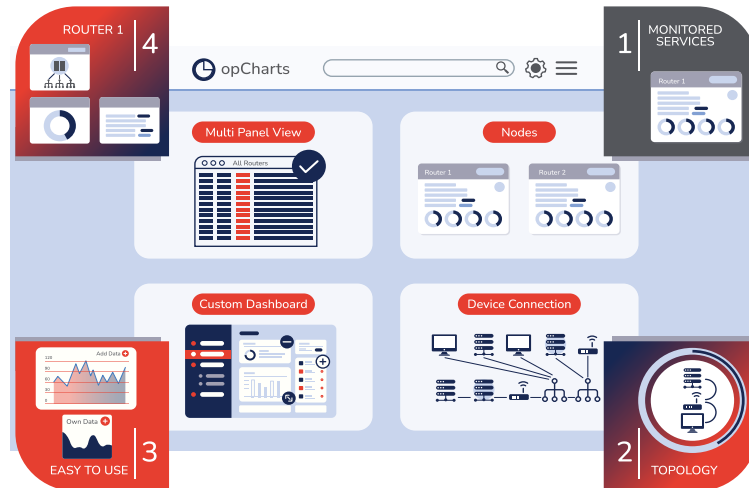 ROUTER 1
4
opCharts
1
MONITORED
SERVICES
Router 1
Multi Panel View
All Routers
Nodes
Router 1
Router 2
Custom Dashboard
Device Connection
Add Data
120
90
60
30
0
Own Data
EASY TO USE
3
2
TOPOLOGY